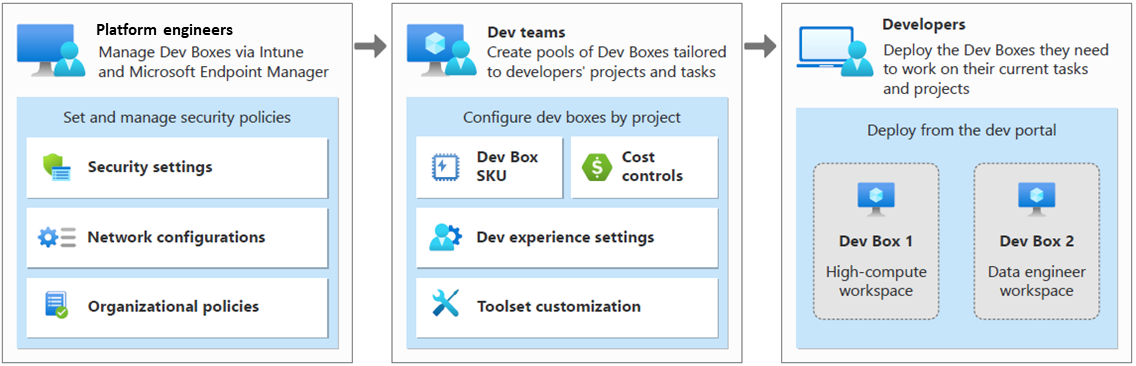 Platform engineers
Manage Dev Boxes via Intune
and Microsoft Endpoint Manager
Set and manage security policies
Security settings
Network configurations
Organizational policies
Dev teams
Create pools of Dev Boxes tailored
to developers' projects and tasks
Configure dev boxes by project
Dev Box
SKU
Cost
controls
Dev experience settings
Toolset customization
Developers
Deploy the Dev Boxes they need
to work on their current tasks
and projects
Deploy from the dev portal
Dev Box 1
High-compute
workspace
Dev Box 2
Data engineer
workspace